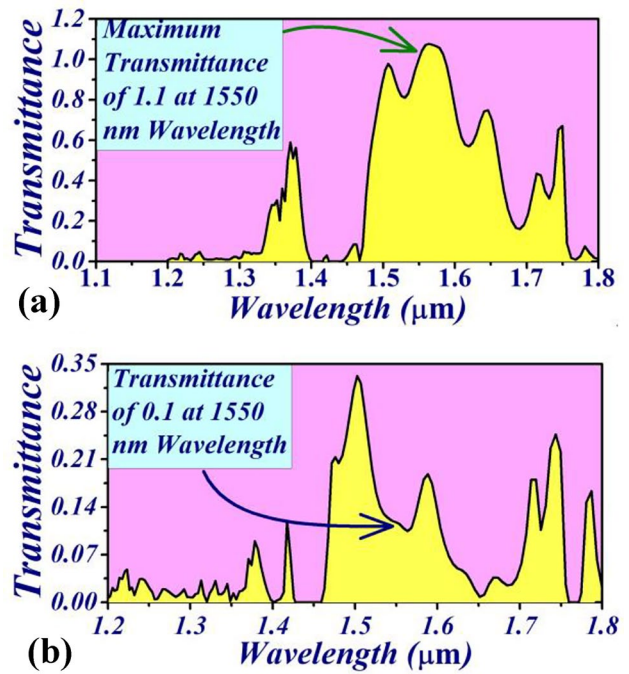 1.2
1.0
0.8
0.6
0.4
0.2
0.0
Transmittance
Maximum
Transmittance
of 1.1 at 1550
nm Wavelength
1.1 1.2 1.3 1.4 1.5 1.6 1.7 1.8
Wavelength (μm)
(a)
0.35
0.28
0.21
0.14
0.07
0.00
Transmittance
Transmittance
of 0.1 at 1550
nm Wavelength
1.2 1.3 1.4 1.5 1.6 1.7 1.8
Wavelength (μm)
(b)